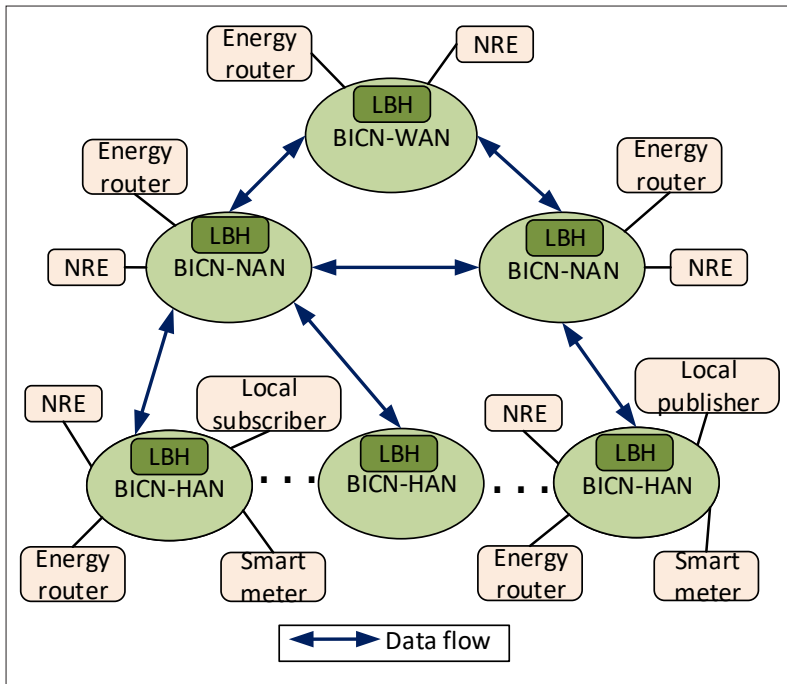 Energy
router
NRE
LBH
BICN-WAN
Energy
router
Energy
router
LBH
BICN-NAN
NRE
LBH
BICN-NAN
NRE
NRE
Local
subscriber
NRE
Local
publisher
LBH
BICN-HAN
. . .
LBH
BICN-HAN
. . .
LBH
BICN-HAN
Energy
router
Smart
meter
Energy
router
Smart
meter
Data flow